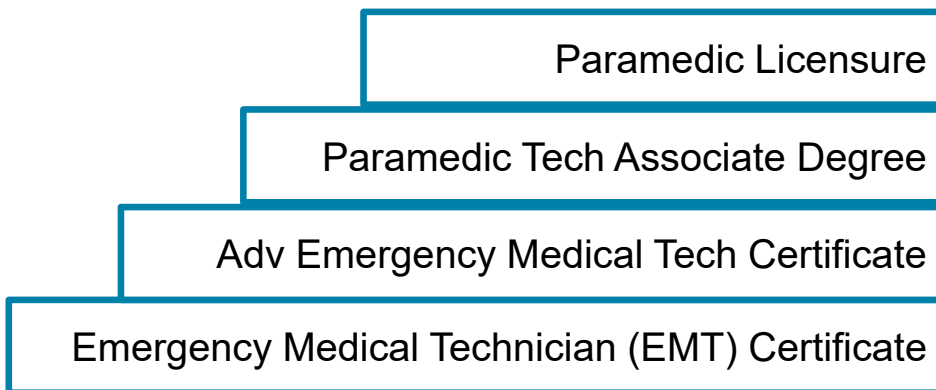 Paramedic Licensure
Paramedic Tech Associate Degree
Adv Emergency Medical Tech Certificate
Emergency Medical Technician (EMT) Certificate